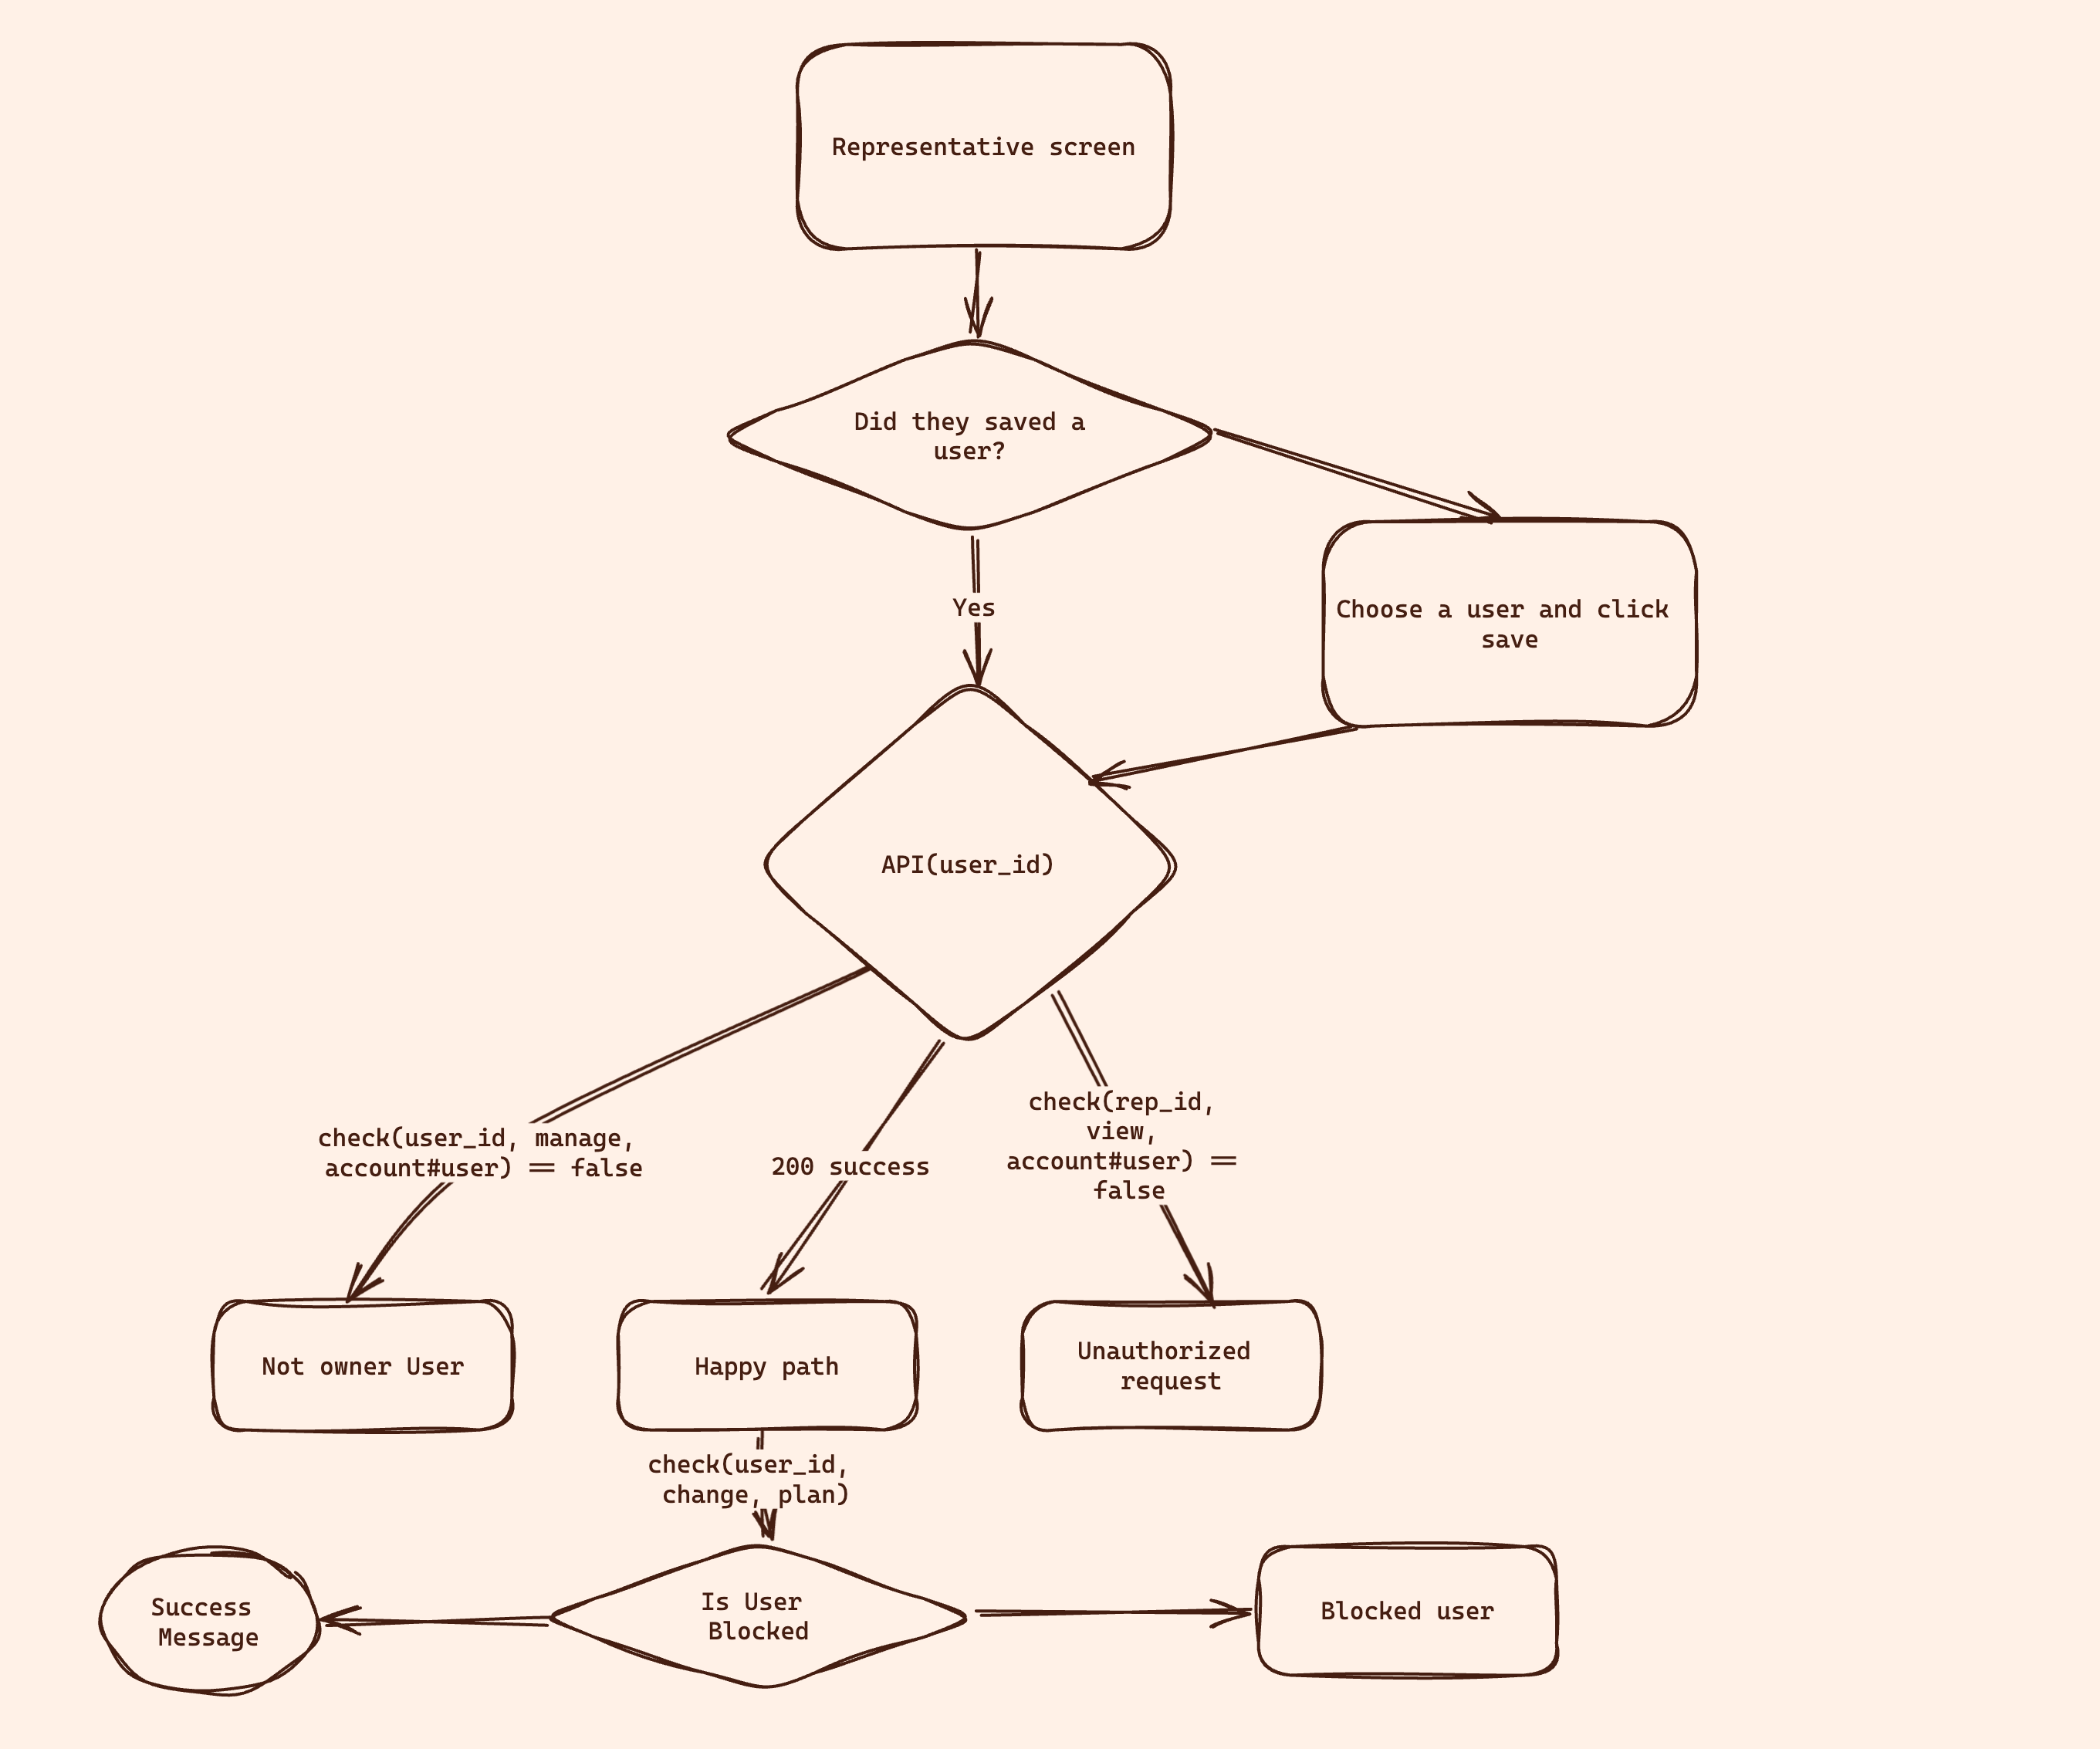 Representative screen
Did they saved a
user?
Choose a user and click
save
Yes
API(user_id)
check(user_id, manage,
account#user) == false
200 success
check(rep_id,
view,
account#user) ==
false
Not owner User
Happy path
Unauthorized
request
check(user_id,
change, plan)
Success
Message
Is User
Blocked
Blocked user